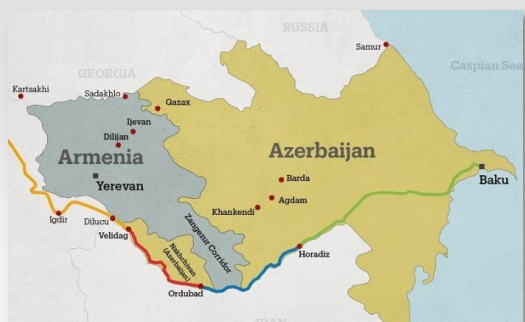 RUSSIA
Samur
GEORGIA
Caspian Sea
Kartsakhi
Sadakhlo
Qazax
Ijevan
Dilijan
Armenia
Azerbaijan
Yerevan
Barda
Baku
Agdam
Khankendi
Igdir
Dilucu
Velidag
Zangezur Corridor
Nakhchivan
(Azerbaijan)
Horadiz
Ordubad
IRAN